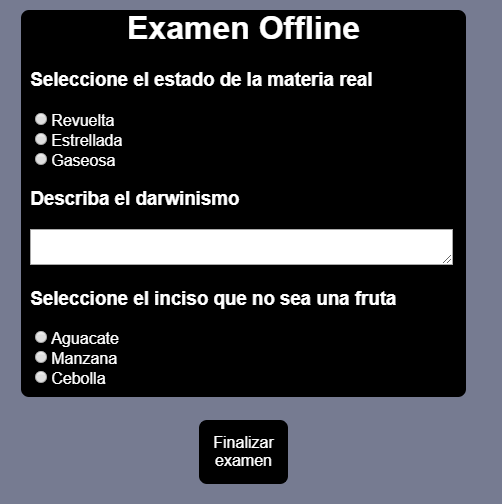 Examen Offline
Seleccione el estado de la materia real
Revuelta
Estrellada
Gaseosa
Describa el darwinismo
Seleccione el inciso que no sea una fruta
Aguacate
Manzana
Cebolla
Finalizar
examen